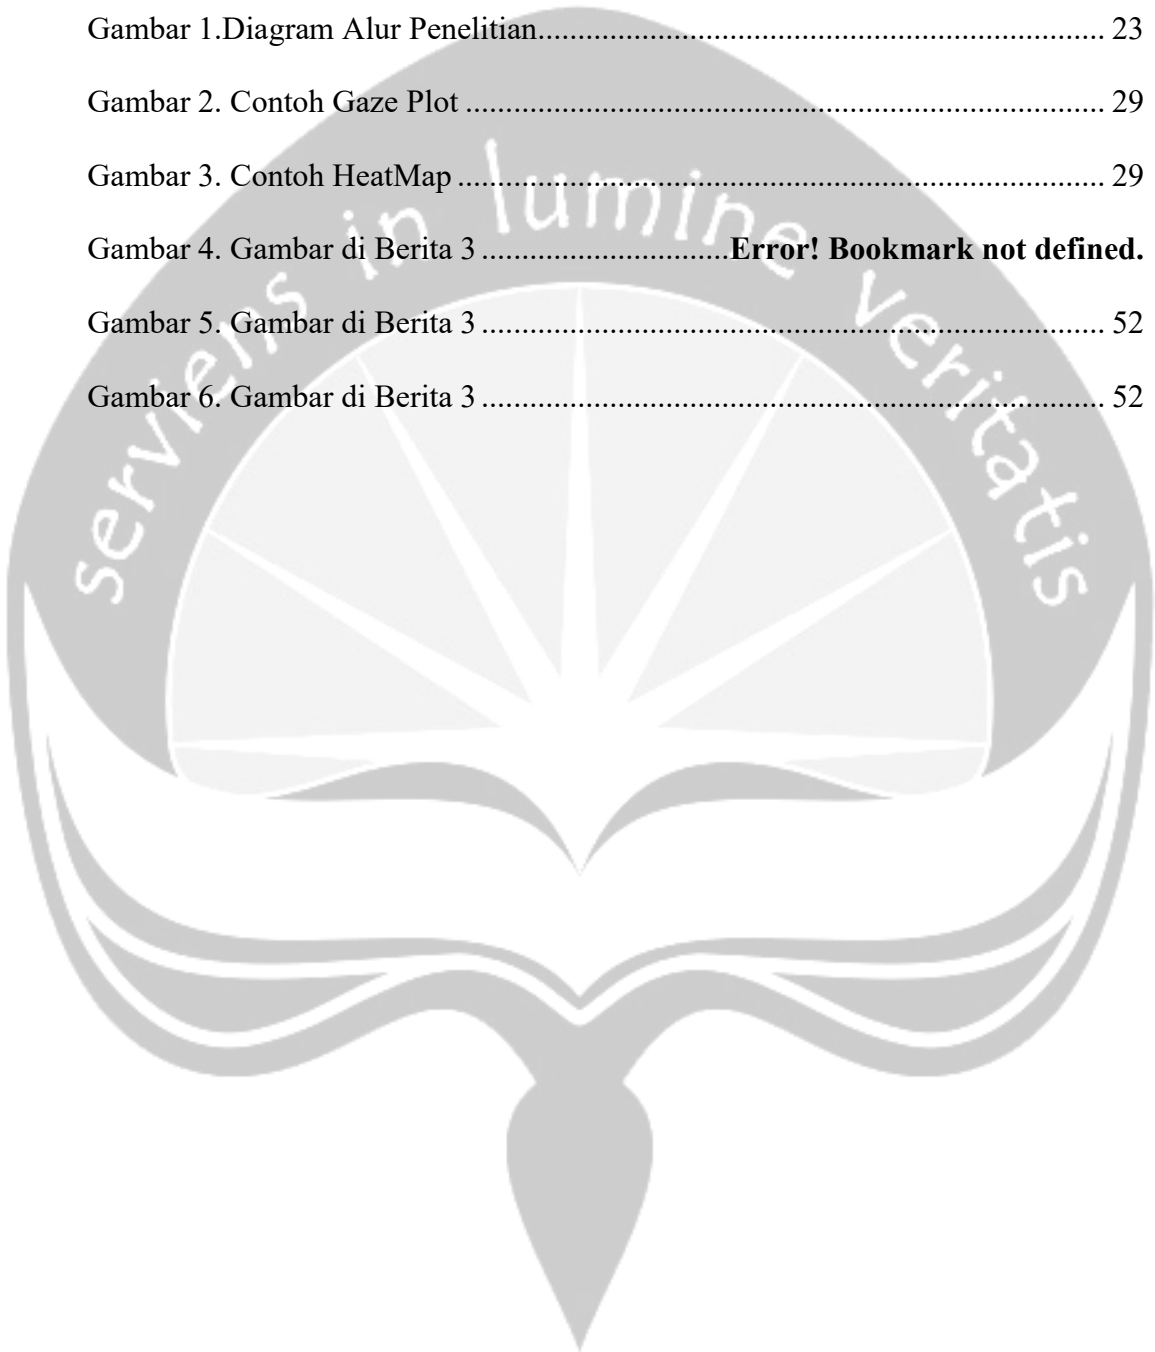 Gambar 1.Diagram Alur Penelitian....................................................................... 23
Gambar 2. Contoh Gaze Plot ................................................................................ 29
Gambar 3. Contoh HeatMap ................................................................................. 29
Gambar 4. Gambar di Berita 3 ...............................Error! Bookmark not defined.
Gambar 5. Gambar di Berita 3 .............................................................................. 52
Gambar 6. Gambar di Berita 3 .............................................................................. 52
serviens in lumine veritatis